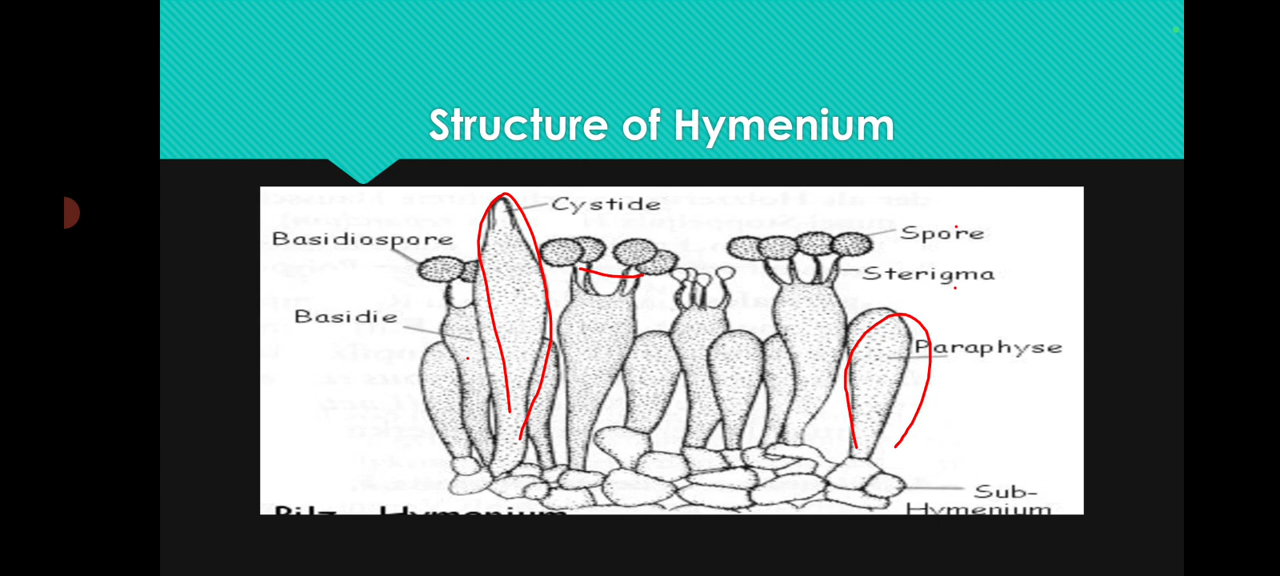 Structure of Hymenium
Cystide
Basidiospore
Spore
Sterigma
Basidie
Paraphyse
Sub-
Hymenium
Pilz - Hymenium